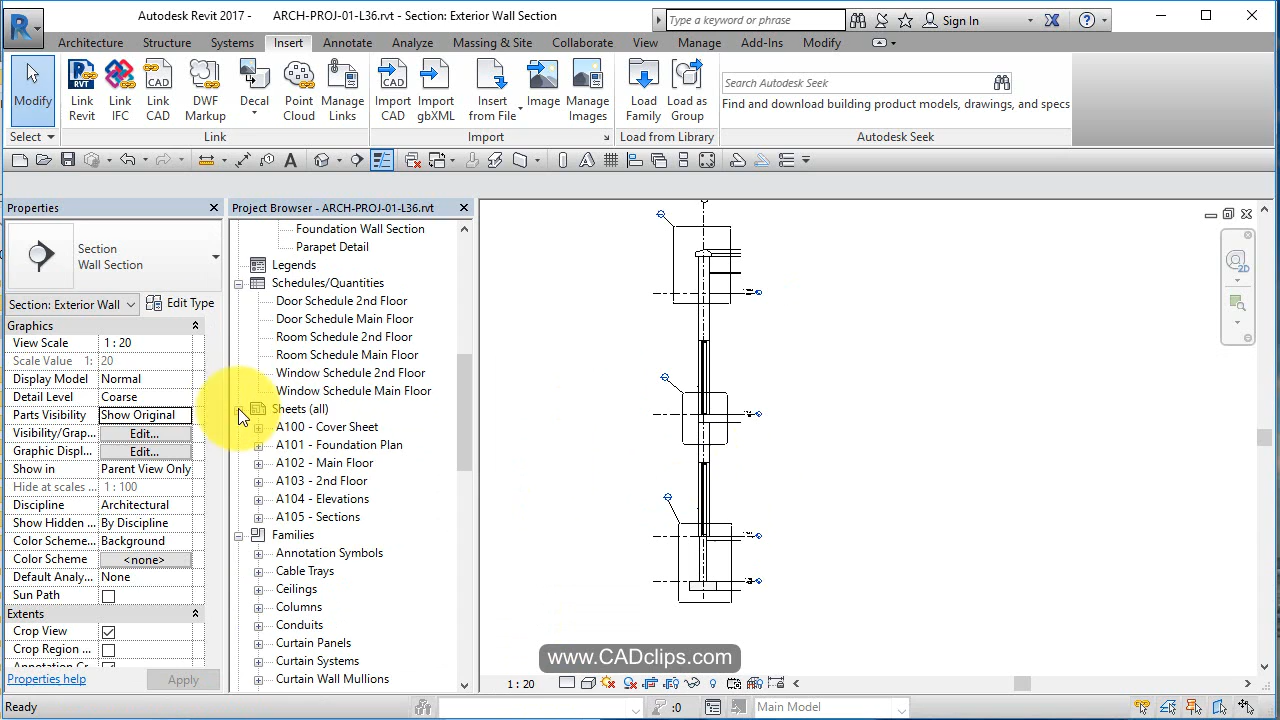 Autodesk Revit 2017 - ARCH-PROJ-01-L36.rvt - Section: Exterior Wall Section
Type a keyword or phrase
Sign In
Architecture Structure Systems Insert Annotate Analyze Massing & Site Collaborate View Manage Add-Ins Modify
Modify
Link Revit
Link IFC
Link CAD
DWF Markup
Decal
Point Cloud
Manage Links
Import CAD
Import gbXML
Insert from File
Image
Manage Images
Load Family
Load as Group
Search Autodesk Seek
Find and download building product models, drawings, and specs
Select
Link
Import
Load from Library
Autodesk Seek
Properties
Section
Wall Section
Section: Exterior Wall
Edit Type
Graphics
View Scale 1 : 20
Scale Value 1: 20
Display Model Normal
Detail Level Coarse
Parts Visibility Show Original
Visibility/Grap... Edit...
Graphic Displ... Edit...
Show in Parent View Only
Hide at scales ... 1 : 100
Discipline Architectural
Show Hidden ... By Discipline
Color Scheme... Background
Color Scheme <none>
Default Analy... None
Sun Path
Extents
Crop View
Crop Region ...
Properties help
Apply
Project Browser - ARCH-PROJ-01-L36.rvt
Foundation Wall Section
Parapet Detail
Legends
Schedules/Quantities
Door Schedule 2nd Floor
Door Schedule Main Floor
Room Schedule 2nd Floor
Room Schedule Main Floor
Window Schedule 2nd Floor
Window Schedule Main Floor
Sheets (all)
A100 - Cover Sheet
A101 - Foundation Plan
A102 - Main Floor
A103 - 2nd Floor
A104 - Elevations
A105 - Sections
Families
Annotation Symbols
Cable Trays
Ceilings
Columns
Conduits
Curtain Panels
Curtain Systems
Curtain Wall Mullions
2D
www.CADclips.com
1 : 20
Ready
:0
Main Model